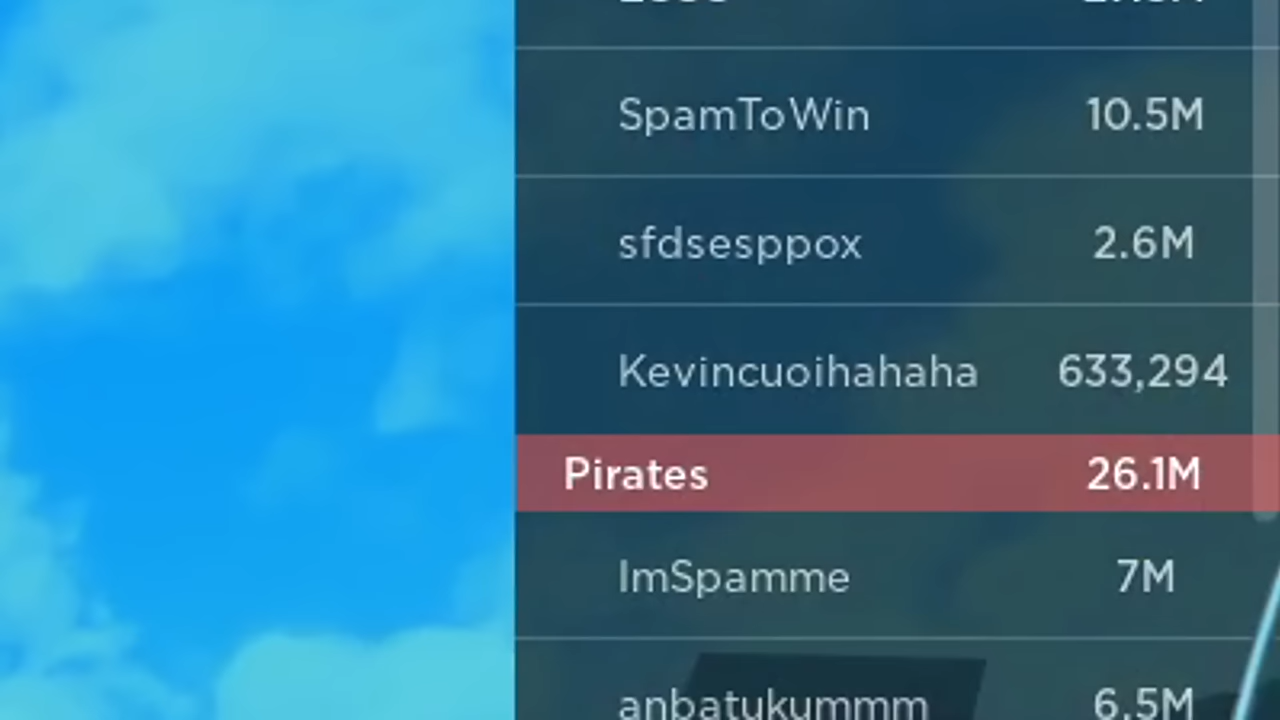 SpamToWin 10.5M
sfdsesppox 2.6M
Kevincuoihahaha 633,294
Pirates 26.1M
ImSpamme 7M
anbatukummm 6.5M